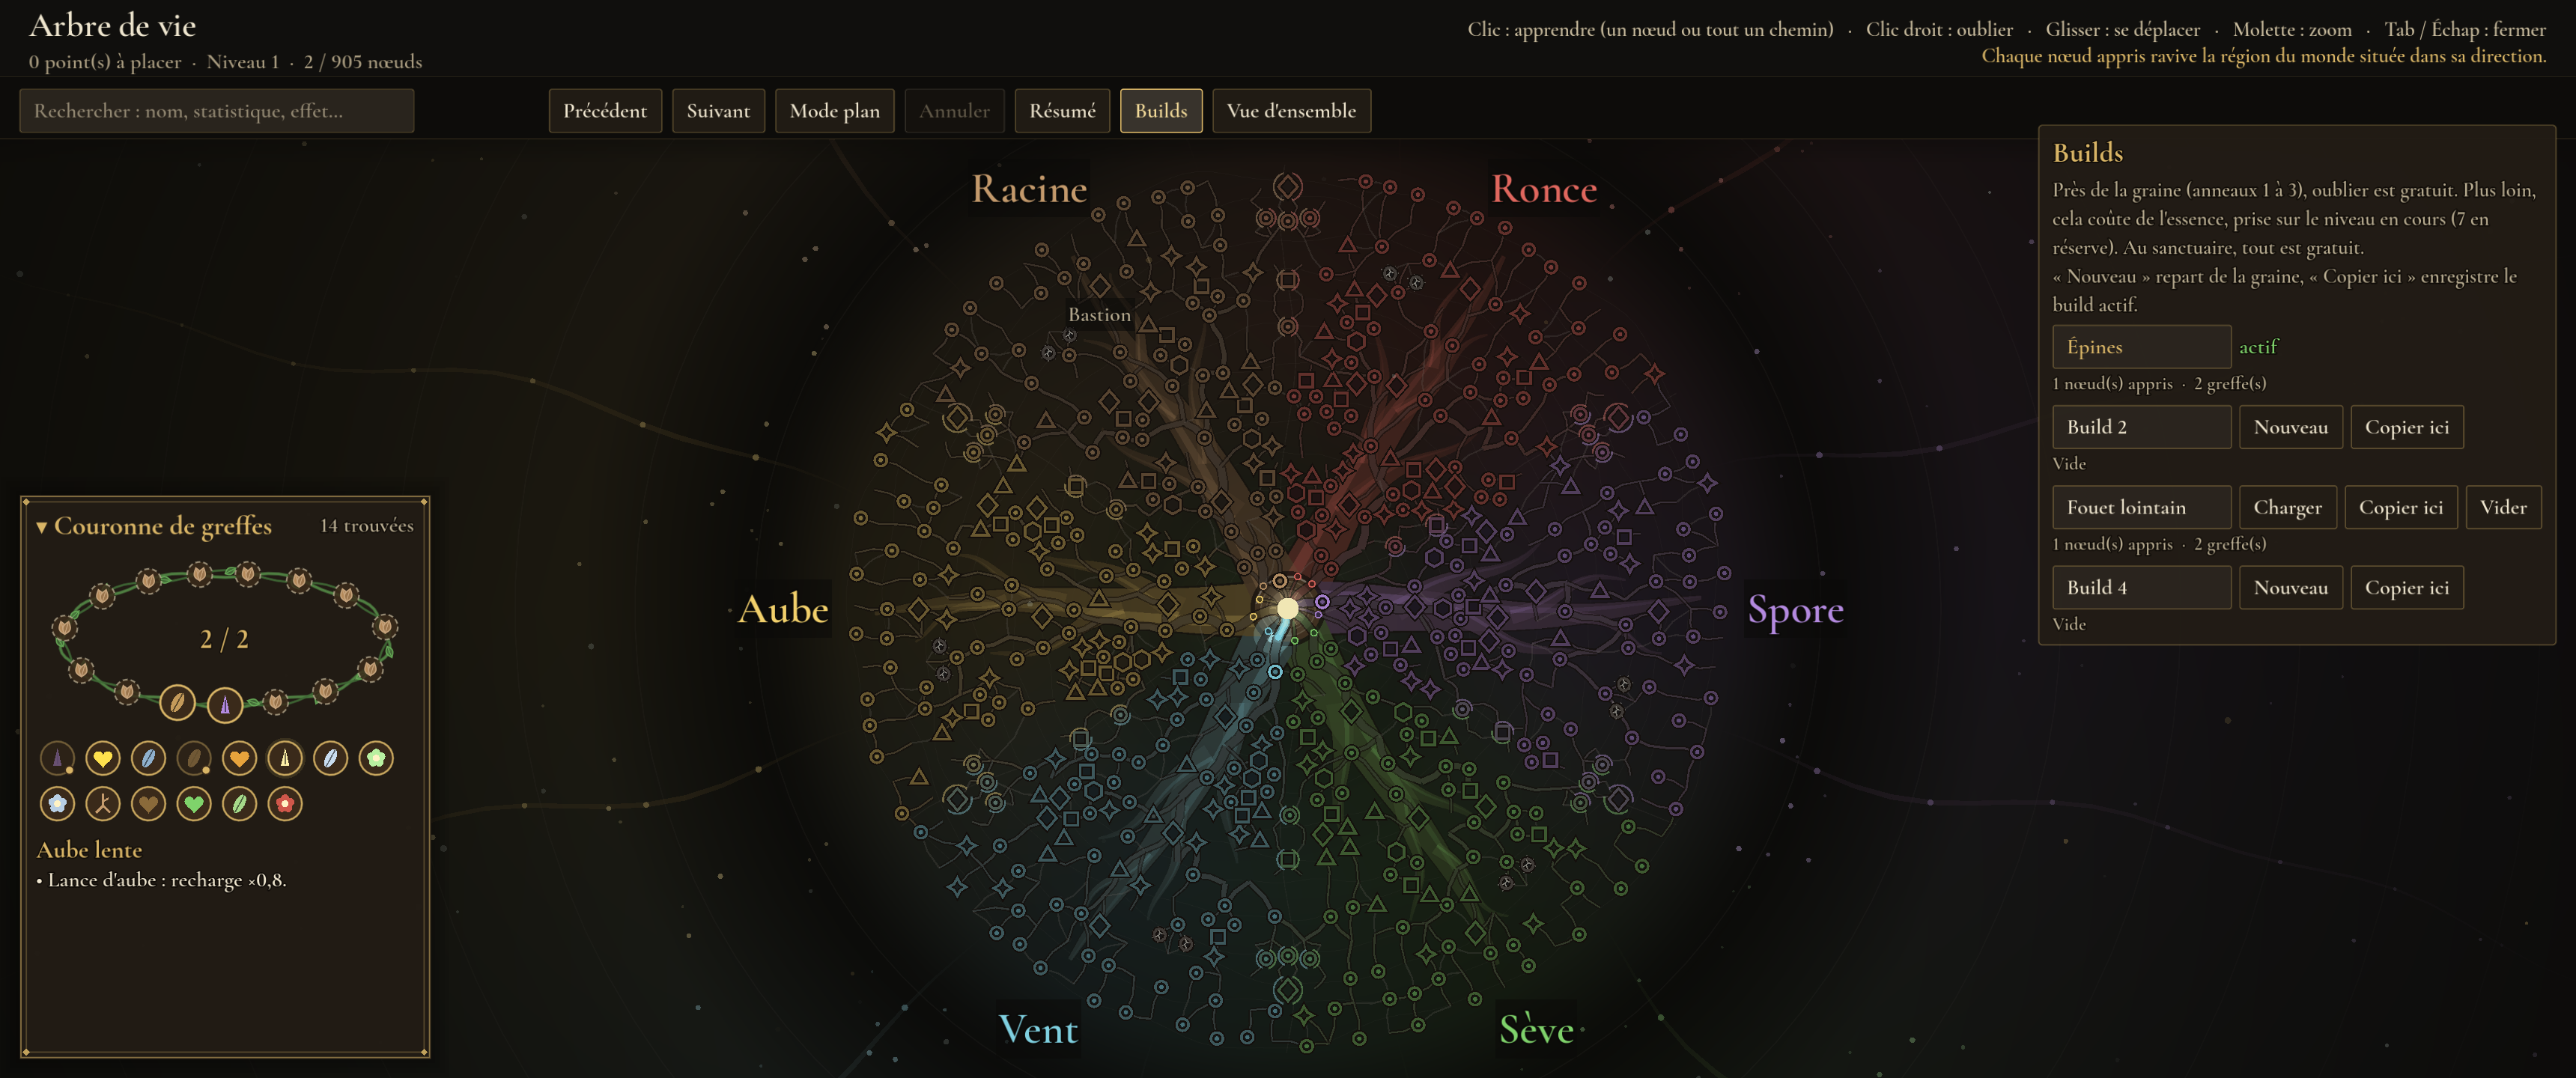 Arbre de vie
0 point(s) à placer · Niveau 1 · 2 / 905 nœuds
Clic : apprendre (un nœud ou tout un chemin) · Clic droit : oublier · Glisser : se déplacer · Molette : zoom · Tab / Échap : fermer
Chaque nœud appris ravive la région du monde située dans sa direction.
Rechercher : nom, statistique, effet...
Précédent
Suivant
Mode plan
Annuler
Résumé
Builds
Vue d'ensemble
Racine
Ronce
Bastion
Aube
Spore
Vent
Sève
▾ Couronne de greffes 14 trouvées
2 / 2
Aube lente
• Lance d'aube : recharge ×0,8.
Builds
Près de la graine (anneaux 1 à 3), oublier est gratuit. Plus loin,
cela coûte de l'essence, prise sur le niveau en cours (7 en
réserve). Au sanctuaire, tout est gratuit.
« Nouveau » repart de la graine, « Copier ici » enregistre le
build actif.
Épines actif
1 nœud(s) appris · 2 greffe(s)
Build 2 Nouveau Copier ici
Vide
Fouet lointain Charger Copier ici Vider
1 nœud(s) appris · 2 greffe(s)
Build 4 Nouveau Copier ici
Vide